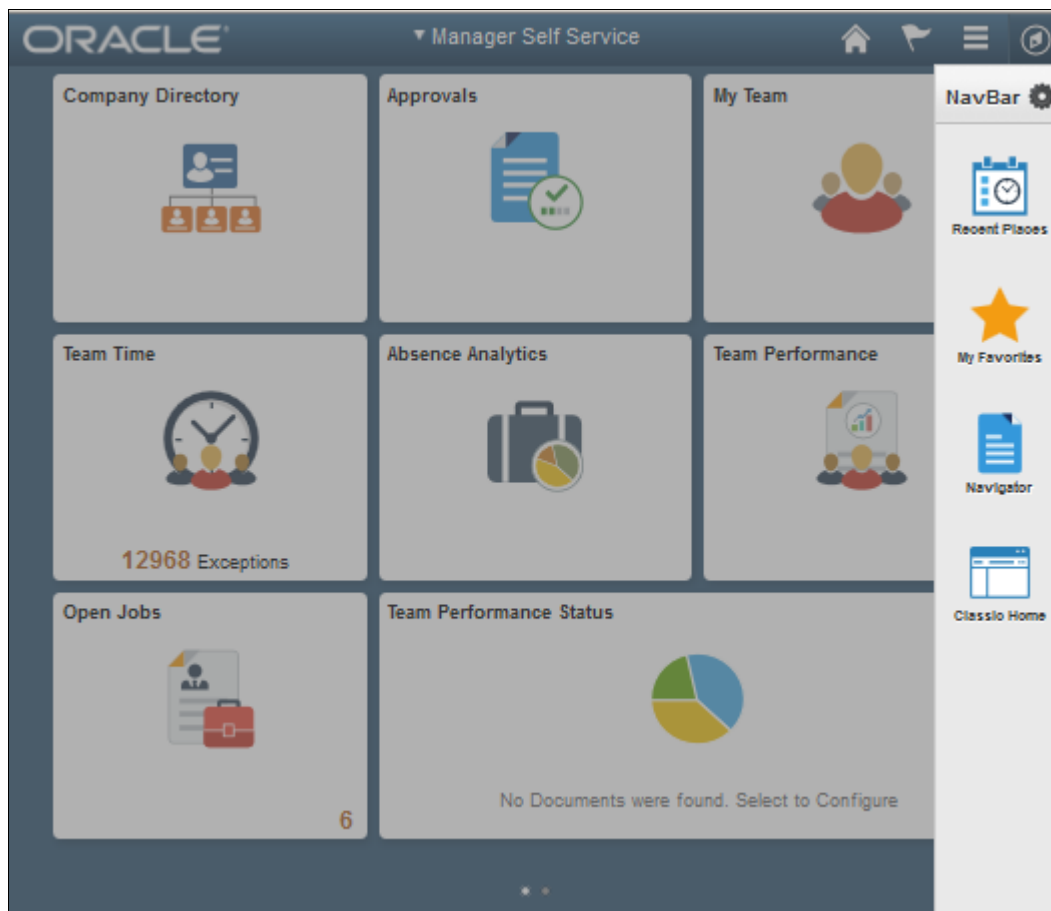 ORACLE
Manager Self Service
NavBar
Company Directory
Approvals
My Team
Recent Places
My Favorites
Team Time
Absence Analytics
Team Performance
Navigator
12968 Exceptions
Classic Home
Open Jobs
Team Performance Status
No Documents were found. Select to Configure
6